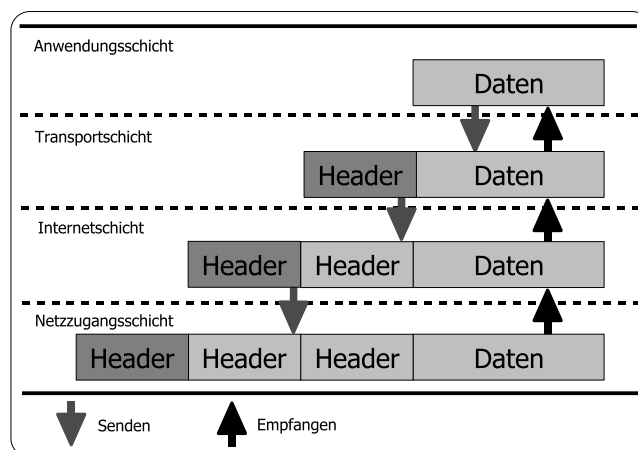 Anwendungsschicht
Daten
Transportschicht
Header Daten
Internetschicht
Header Header Daten
Netzzugangsschicht
Header Header Header Daten
Senden Empfangen